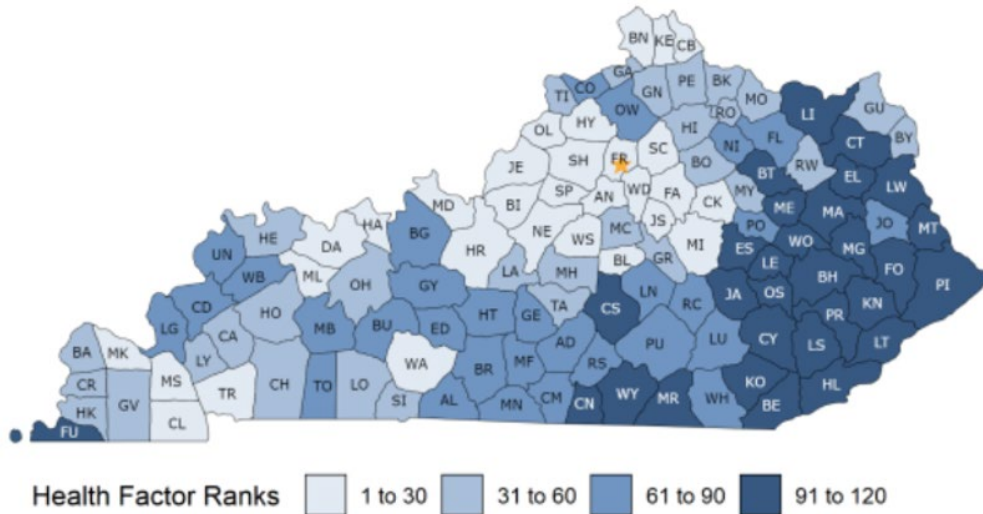 BN KE CB
GA
TI CO GN PE BK
OW RO MO
LI GU
OL HY HI NI FL CT BY
JE SH FR SC BO BT RW EL LW
SP AN WD FA MY ME MA
MD BI CK JO MT
HA NE WS MC JS PO
DA BG HR MI ES WO MG
HE LE FO
UN ML LA MH BL GR BH PI
WB OH
CD GY TA LN RC JA OS KN
HO CS PR
LG MB BU ED HT GE
CA AD PU LU CY LS LT
BA MK LY WA BR MF RS
CR MS TR CH TO LO KO HL
HK GV SI AL MN CM CN WY MR WH BE
FU CL
Health Factor Ranks 1 to 30 31 to 60 61 to 90 91 to 120